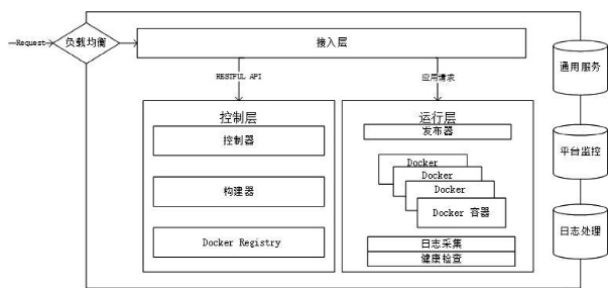 Request
负载均衡
接入层
通用服务
RESTFUL API
应用请求
控制层
运行层
控制器
发布器
平台监控
Docker
Docker
Docker
构建器
Docker 容器
日志处理
Docker Registry
日志采集
健康检查